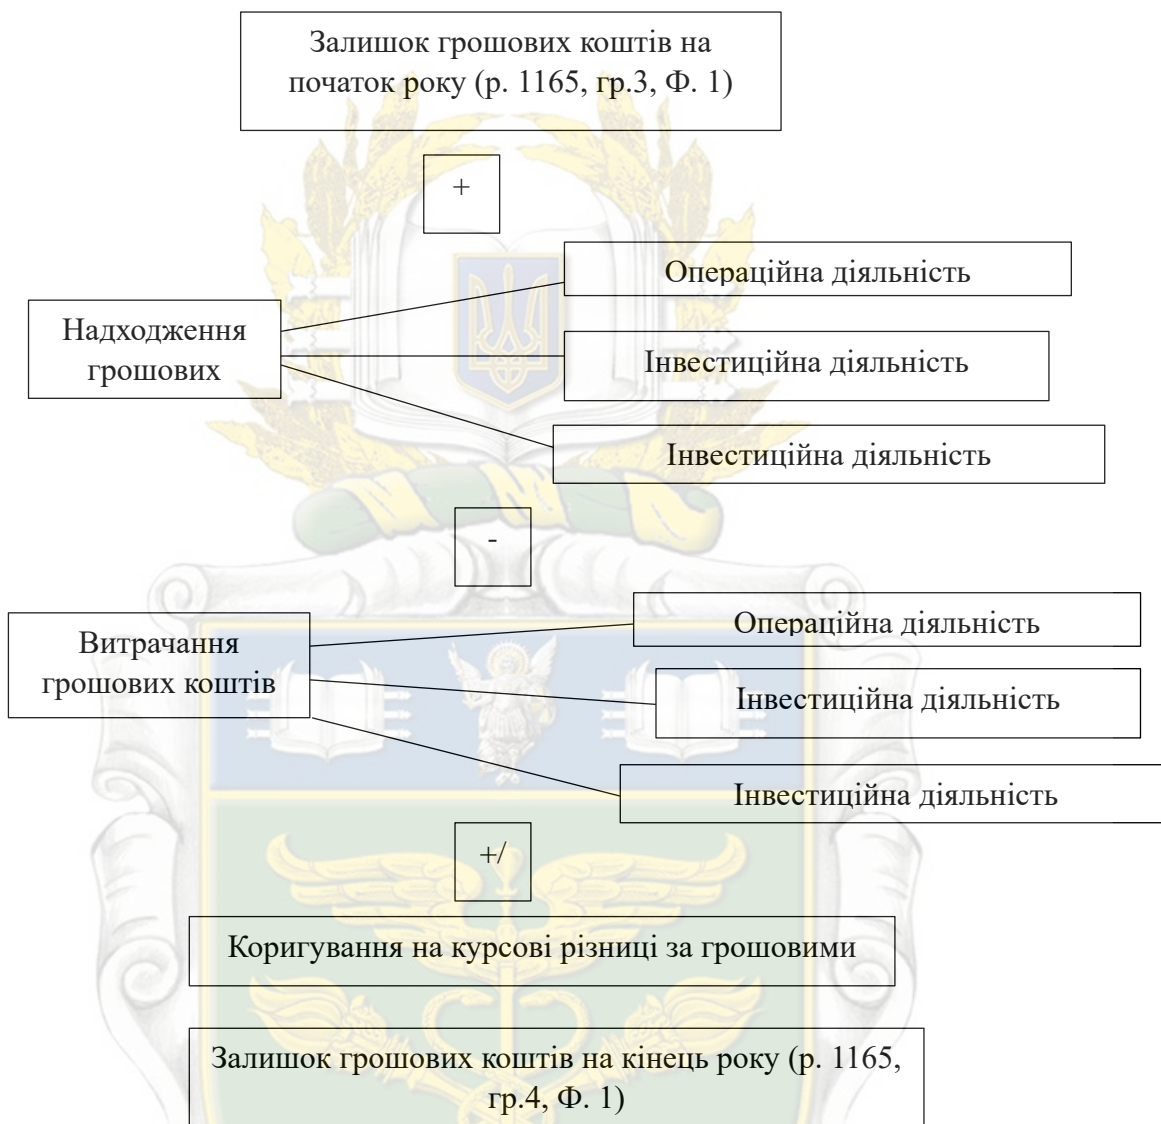 Залишок грошових коштів на
початок року (р. 1165, гр.3, Ф. 1)
+
Операційна діяльність
Надходження
грошових
Інвестиційна діяльність
Інвестиційна діяльність
-
Операційна діяльність
Витрачання
грошових коштів
Інвестиційна діяльність
Інвестиційна діяльність
+/
Коригування на курсові різниці за грошовими
Залишок грошових коштів на кінець року (р. 1165,
гр.4, Ф. 1)